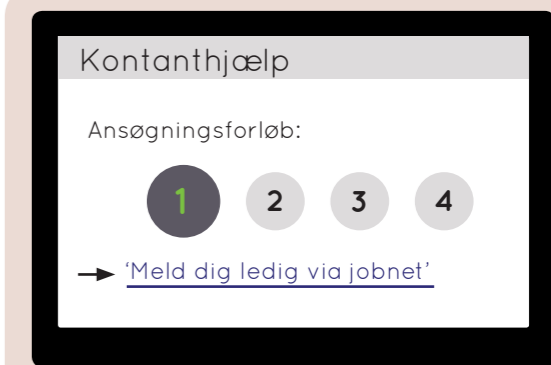 Kontanthjælp
Ansøgningsforløb:
1 2 3 4
‘Meld dig ledig via jobnet’